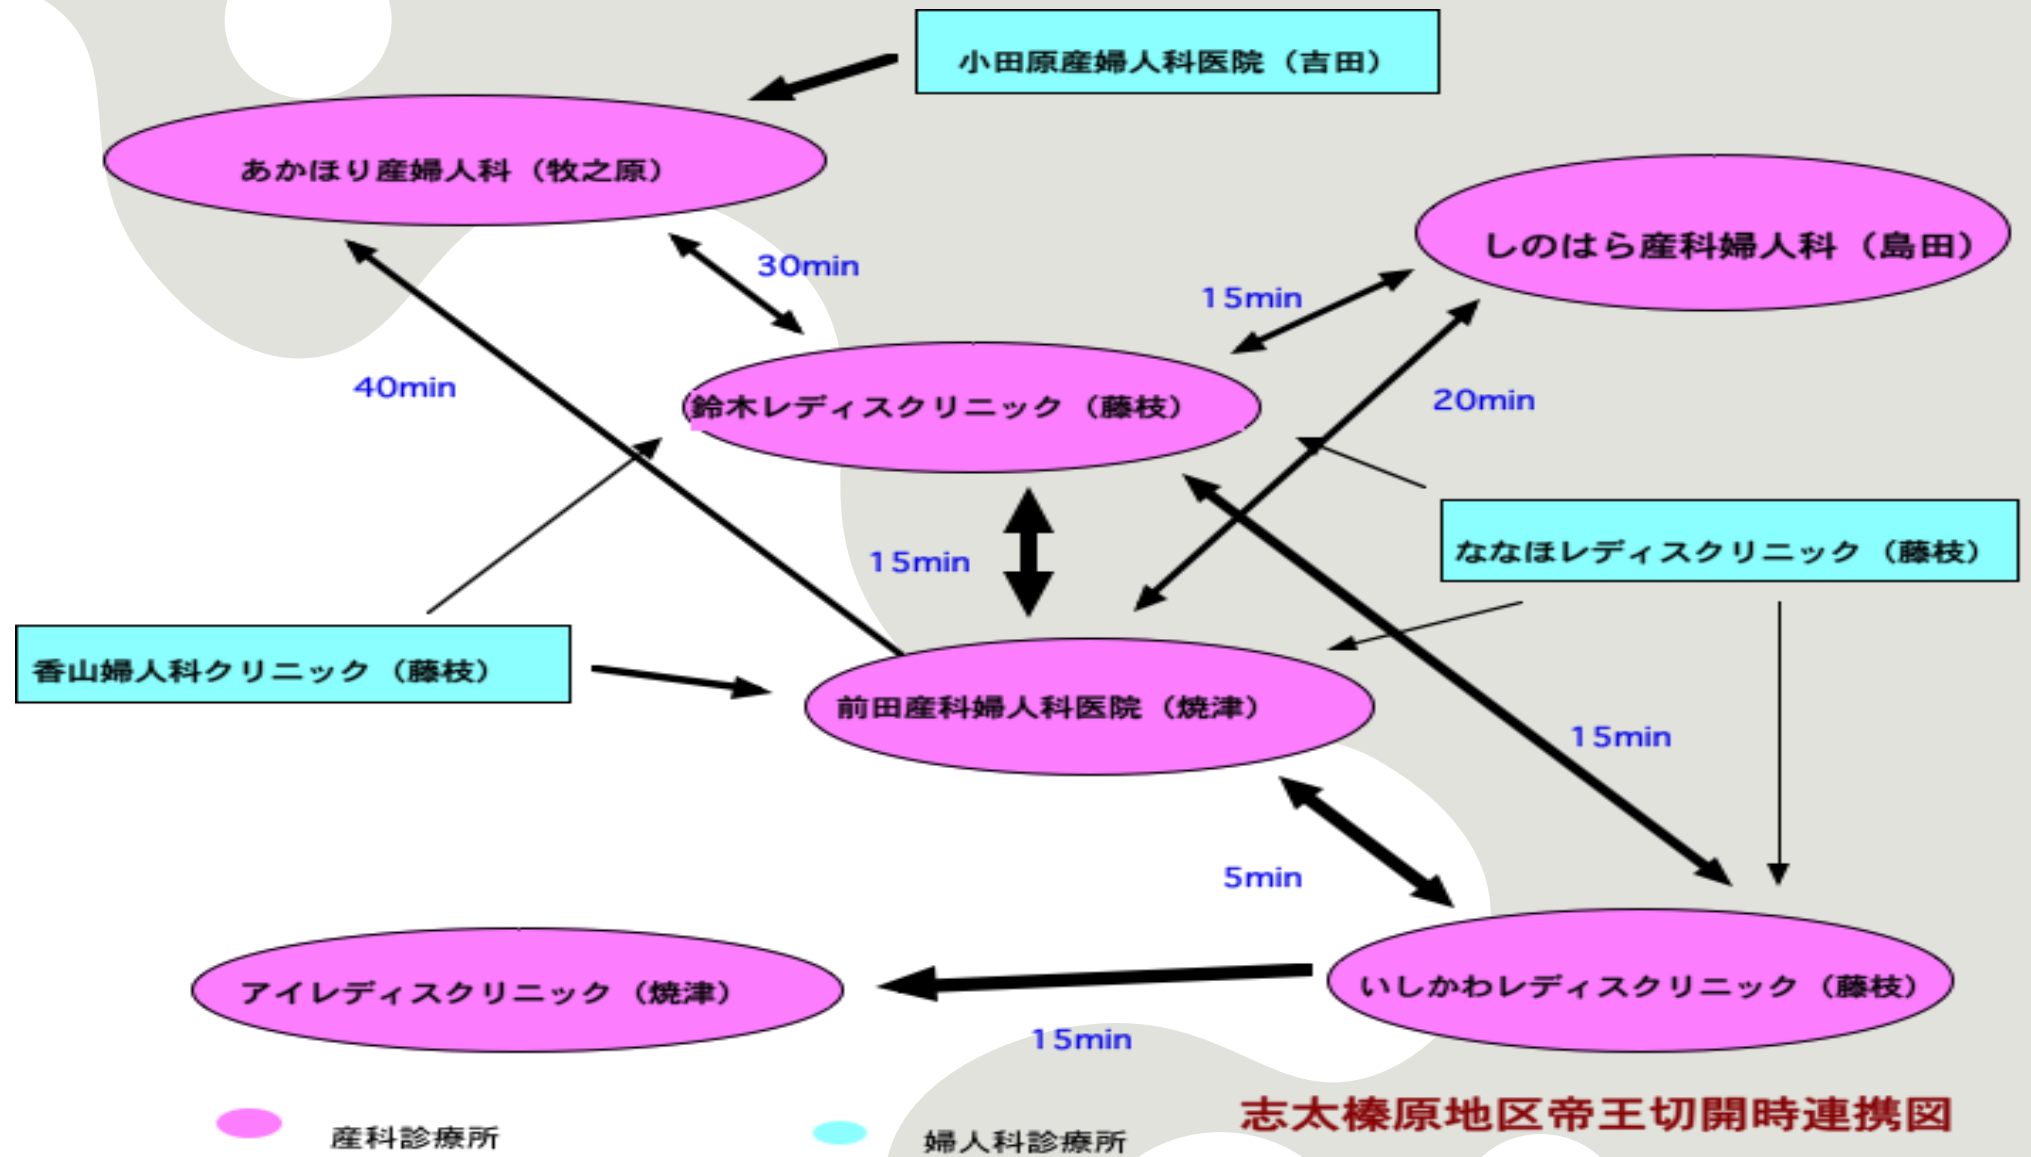 小田原産婦人科医院（吉田）
あかほり産婦人科（牧之原）
しのはら産科婦人科（島田）
30min
15min
40min
20min
鈴木レディスクリニック（藤枝）
ななほレディスクリニック（藤枝）
15min
香山婦人科クリニック（藤枝）
前田産科婦人科医院（焼津）
15min
5min
アイレディスクリニック（焼津）
いしかわレディスクリニック（藤枝）
15min
志太榛原地区帝王切開時連携図
産科診療所
婦人科診療所